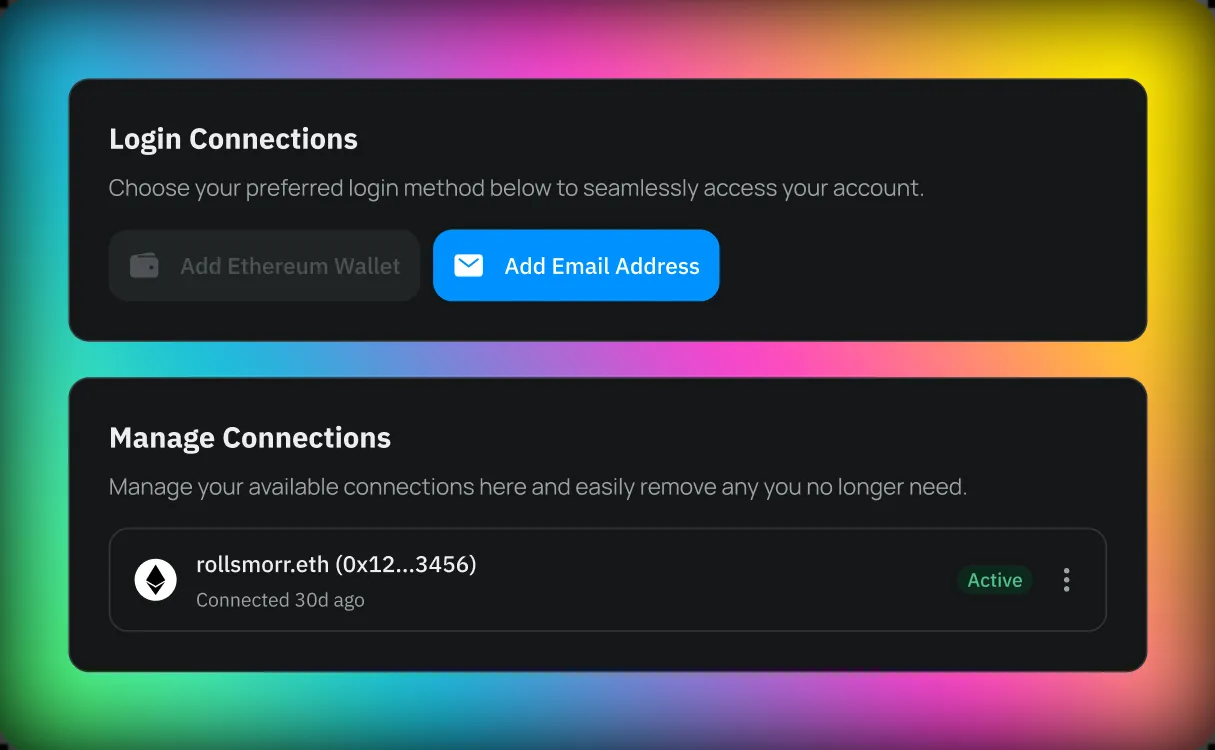 Login Connections
Choose your preferred login method below to seamlessly access your account.
Add Ethereum Wallet
Add Email Address
Manage Connections
Manage your available connections here and easily remove any you no longer need.
rollsmorr.eth (0x12...3456)
Active
Connected 30d ago